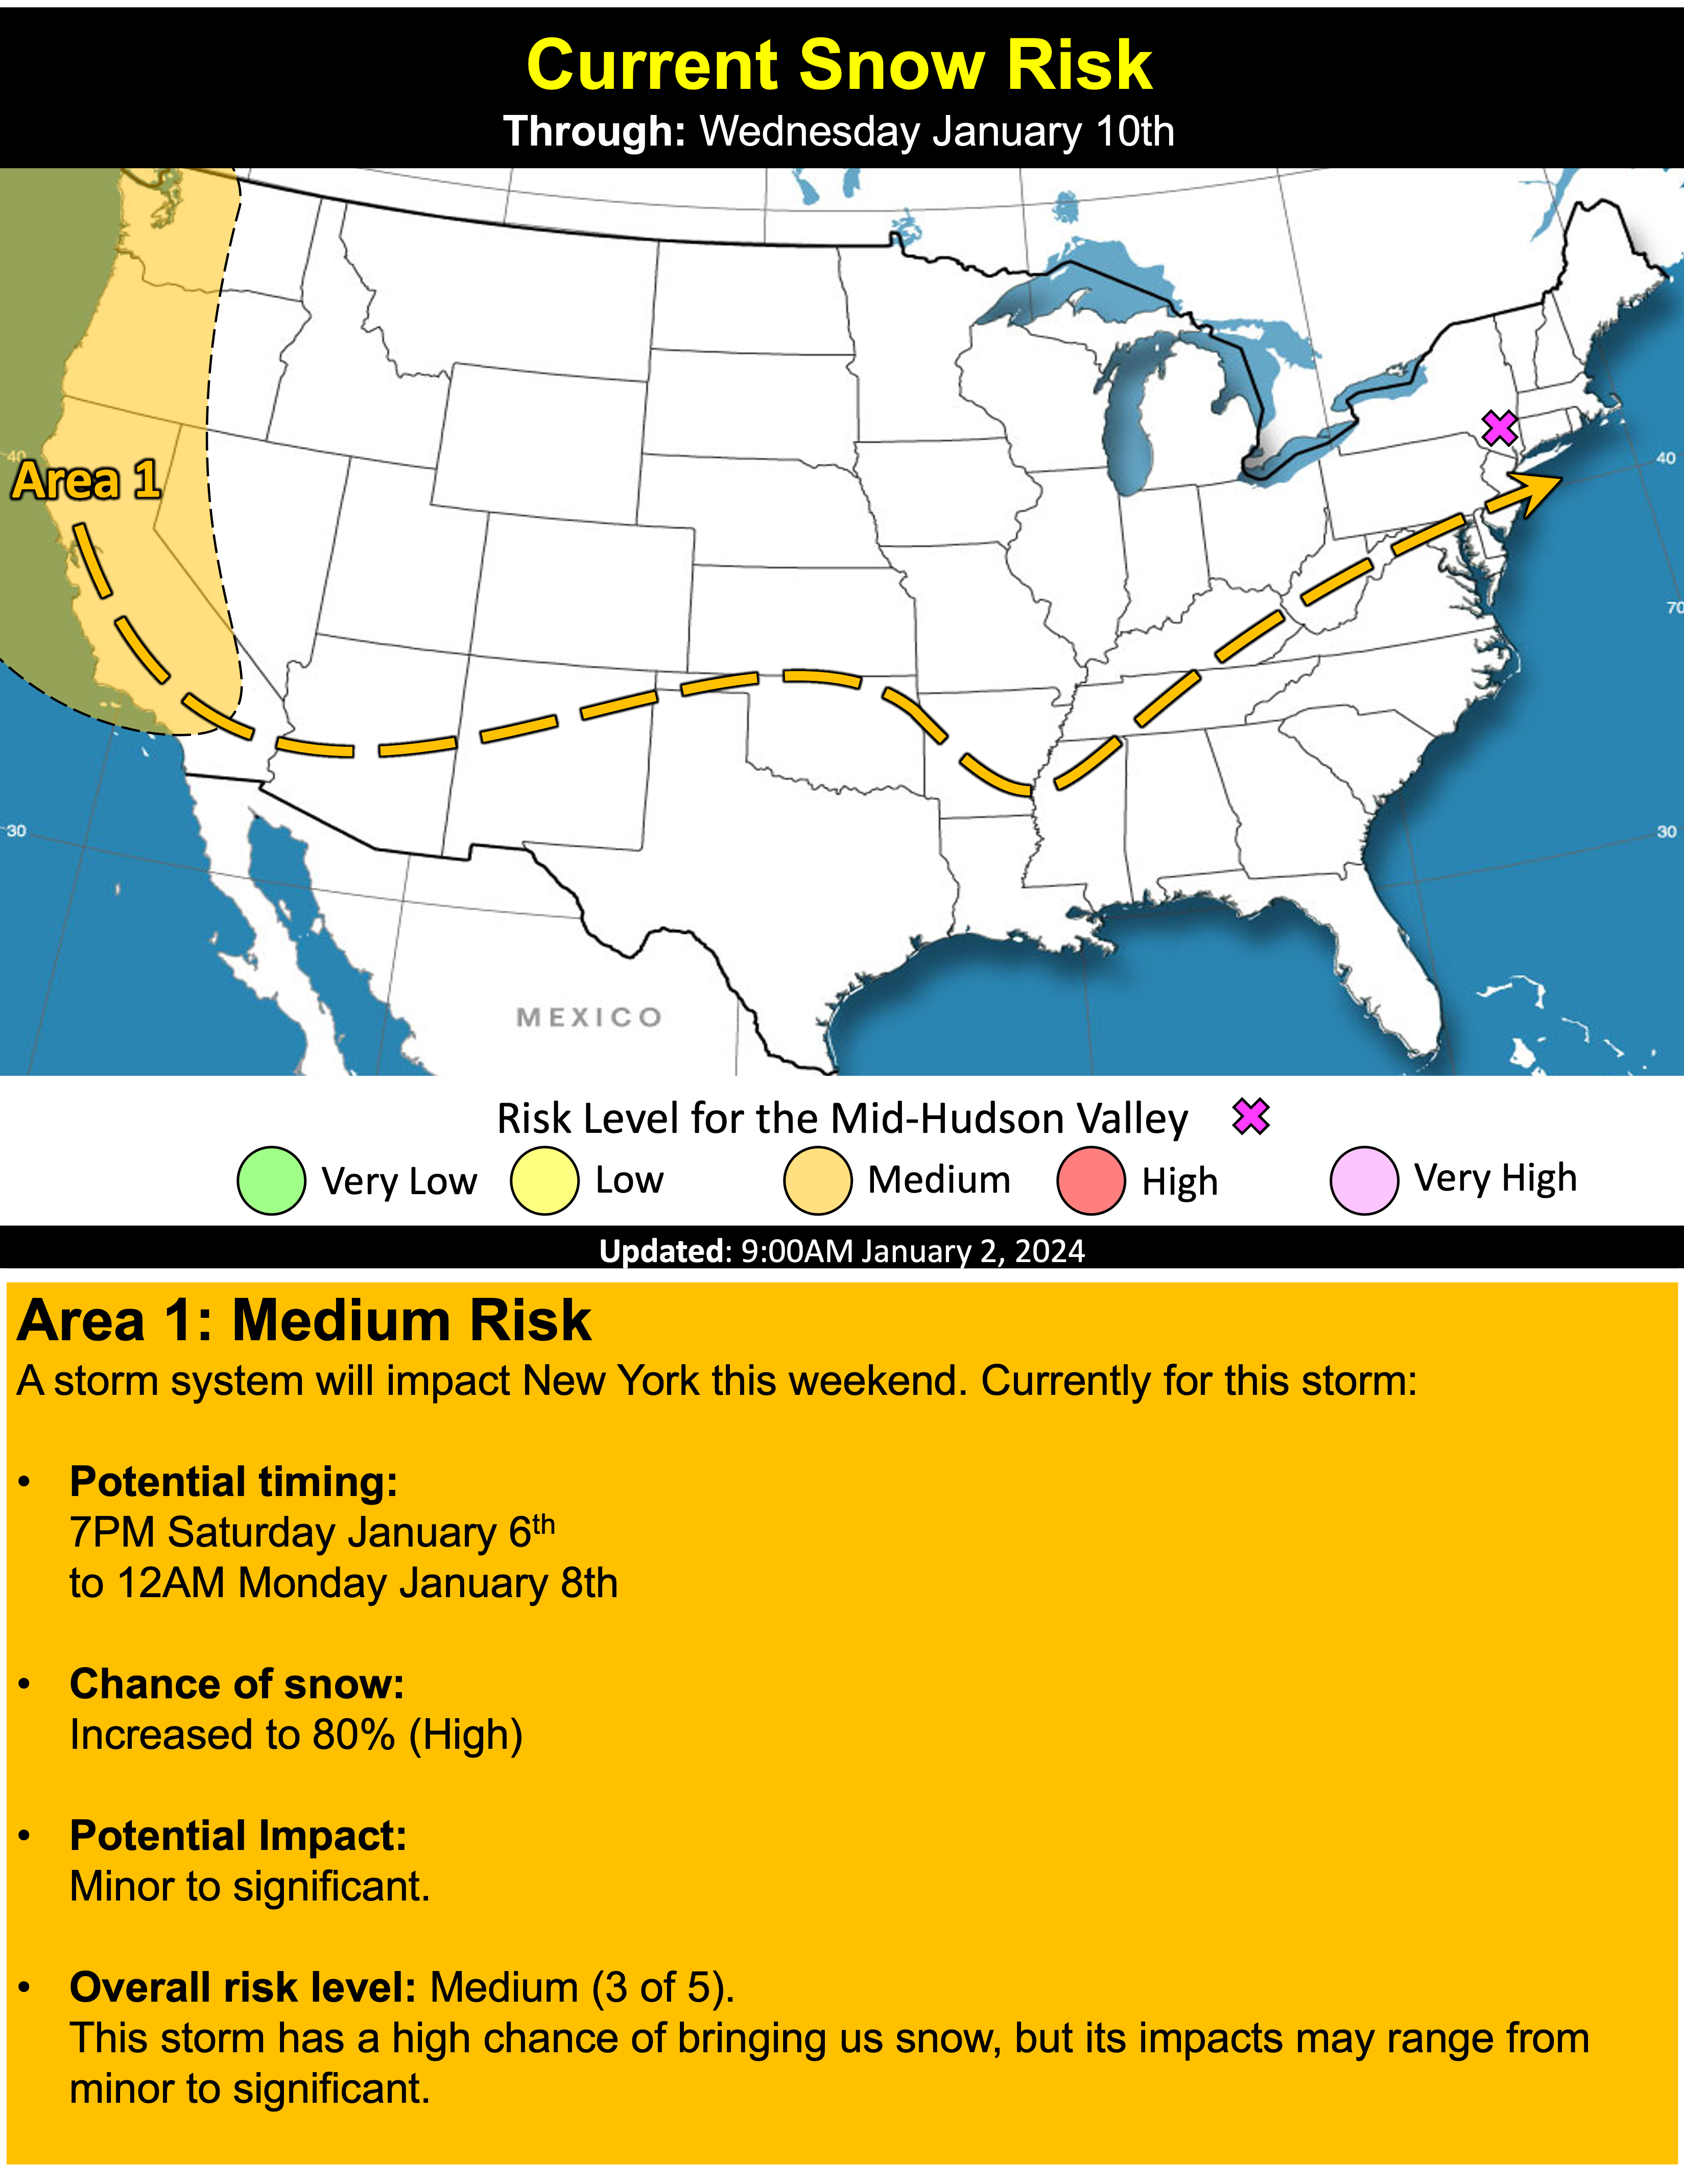 Current Snow Risk
Through: Wednesday January 10th
40
Area 1
40
70
30
30
MEXICO
Risk Level for the Mid-Hudson Valley
Very Low
Low
Medium
High
Very High
Updated: 9:00AM January 2, 2024
Area 1: Medium Risk
A storm system will impact New York this weekend. Currently for this storm:
• Potential timing:
7PM Saturday January 6th
to 12AM Monday January 8th
• Chance of snow:
Increased to 80% (High)
• Potential Impact:
Minor to significant.
• Overall risk level: Medium (3 of 5).
This storm has a high chance of bringing us snow, but its impacts may range from
minor to significant.